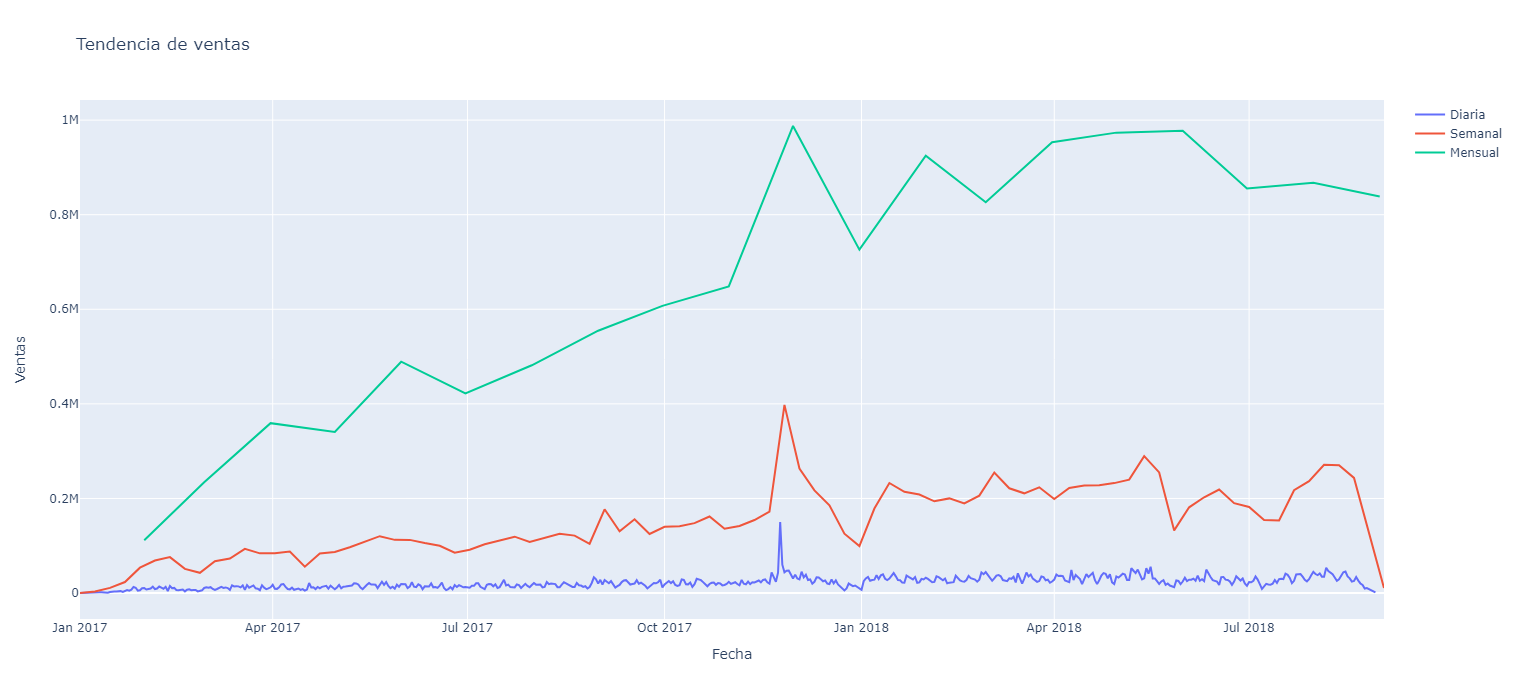 Tendencia de ventas
Diaria
Semanal
Mensual
1M
0.8M
0.6M
0.4M
0.2M
0
Ventas
Jan 2017
Apr 2017
Jul 2017
Oct 2017
Jan 2018
Apr 2018
Jul 2018
Fecha